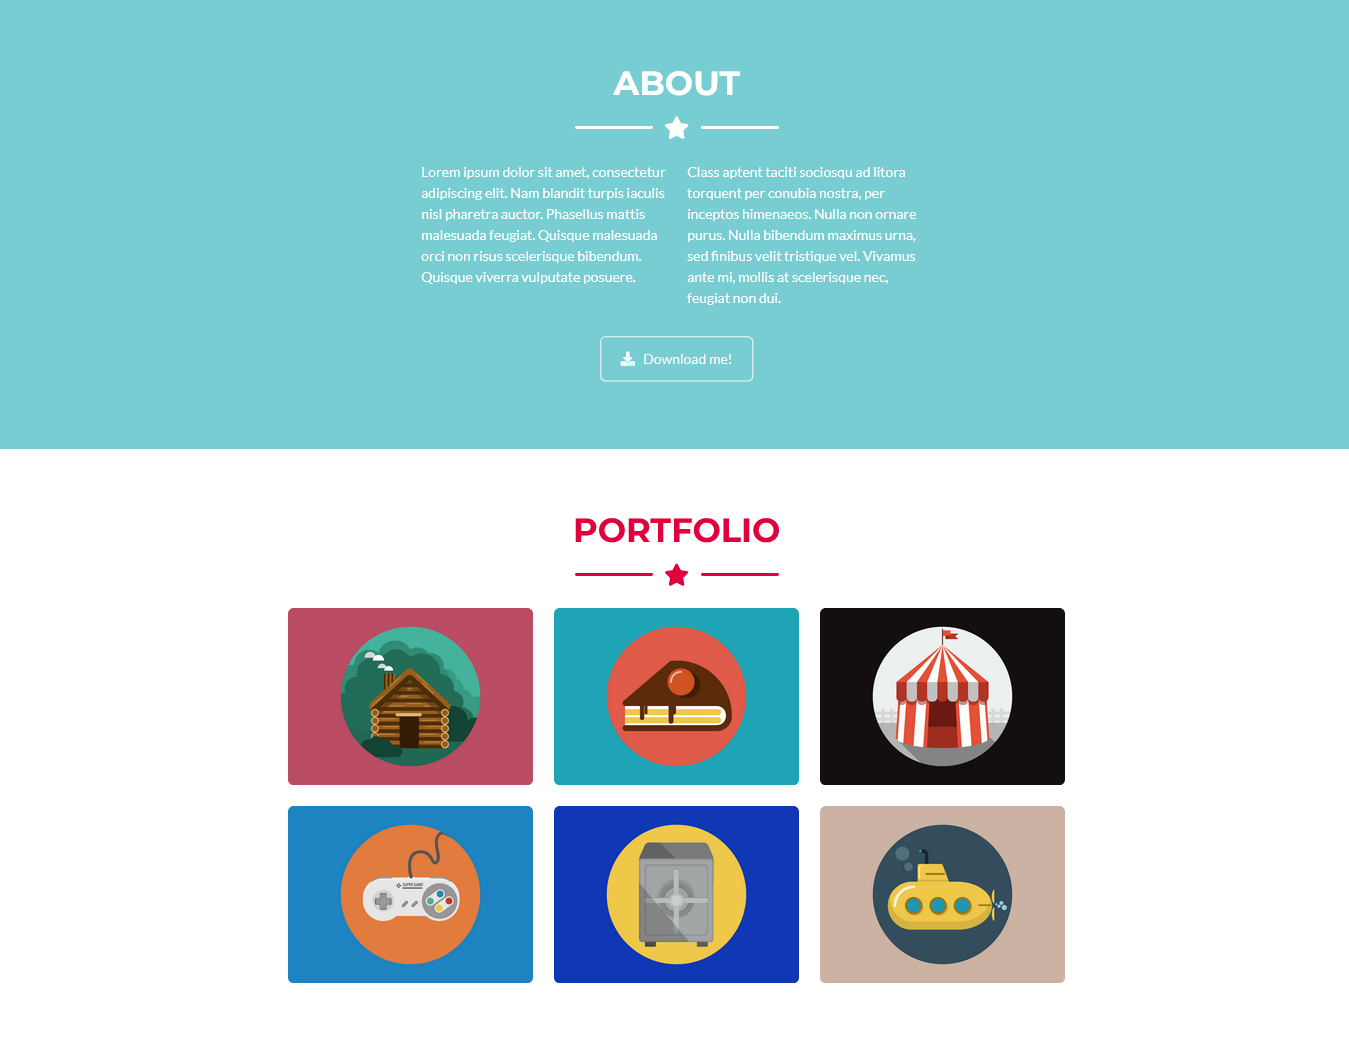 ABOUT
Lorem ipsum dolor sit amet, consectetur
adipiscing elit. Nam blandit turpis iaculis
nisl pharetra auctor. Phasellus mattis
malesuada feugiat. Quisque malesuada
orci non risus scelerisque bibendum.
Quisque viverra vulputate posuere.
Class aptent taciti sociosqu ad litora
torquent per conubia nostra, per
inceptos himenaeos. Nulla non ornare
purus. Nulla bibendum maximus urna,
sed finibus velit tristique vel. Vivamus
ante mi, mollis at scelerisque nec,
feugiat non dui.
Download me!
PORTFOLIO
SUPER GAME